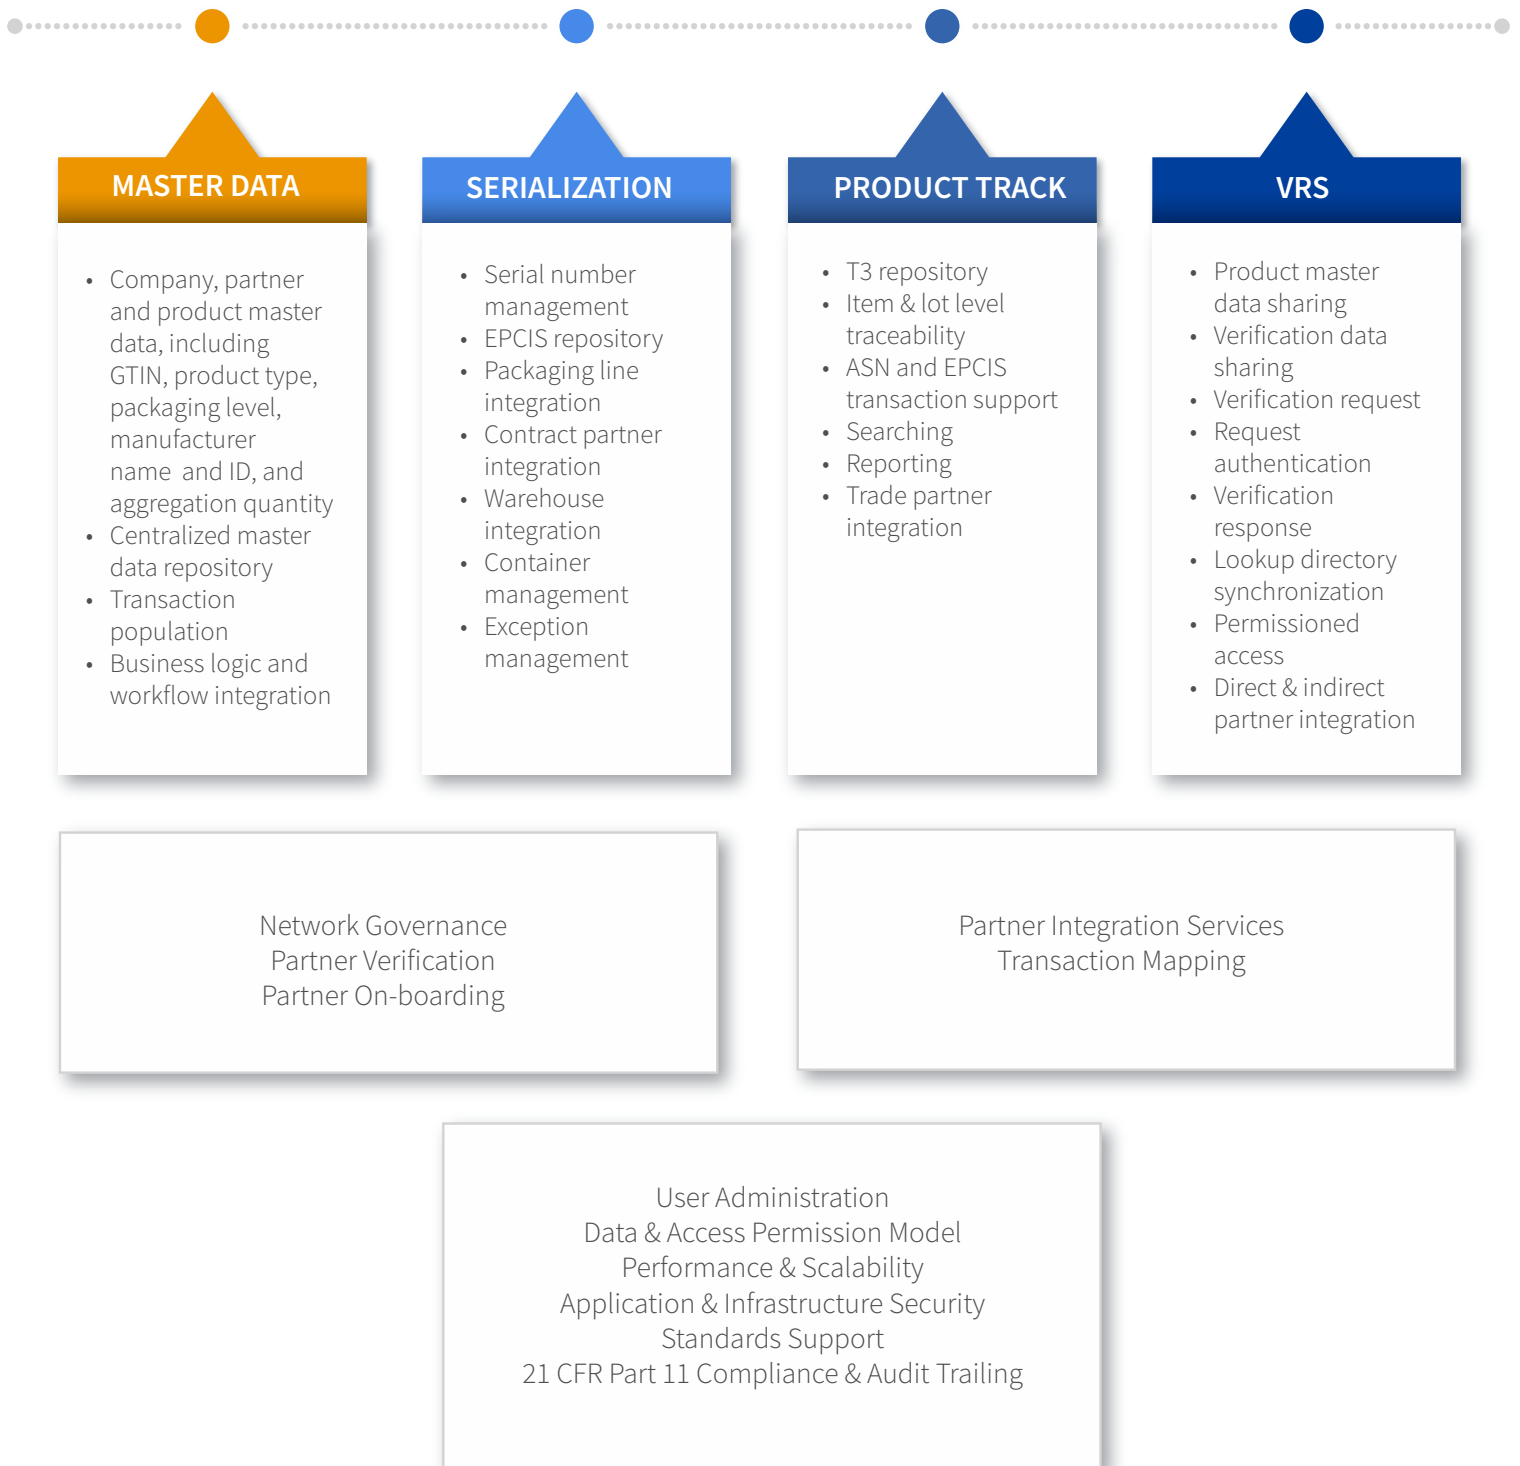 MASTER DATA
• Company, partner
and product master
data, including
GTIN, product type,
packaging level,
manufacturer
name and ID, and
aggregation quantity
• Centralized master
data repository
• Transaction
population
• Business logic and
workflow integration
SERIALIZATION
• Serial number
management
• EPCIS repository
• Packaging line
integration
• Contract partner
integration
• Warehouse
integration
• Container
management
• Exception
management
PRODUCT TRACK
• T3 repository
• Item & lot level
traceability
• ASN and EPCIS
transaction support
• Searching
• Reporting
• Trade partner
integration
VRS
• Product master
data sharing
• Verification data
sharing
• Verification request
• Request
authentication
• Verification
response
• Lookup directory
synchronization
• Permissioned
access
• Direct & indirect
partner integration
Network Governance
Partner Verification
Partner On-boarding
Partner Integration Services
Transaction Mapping
User Administration
Data & Access Permission Model
Performance & Scalability
Application & Infrastructure Security
Standards Support
21 CFR Part 11 Compliance & Audit Trailing